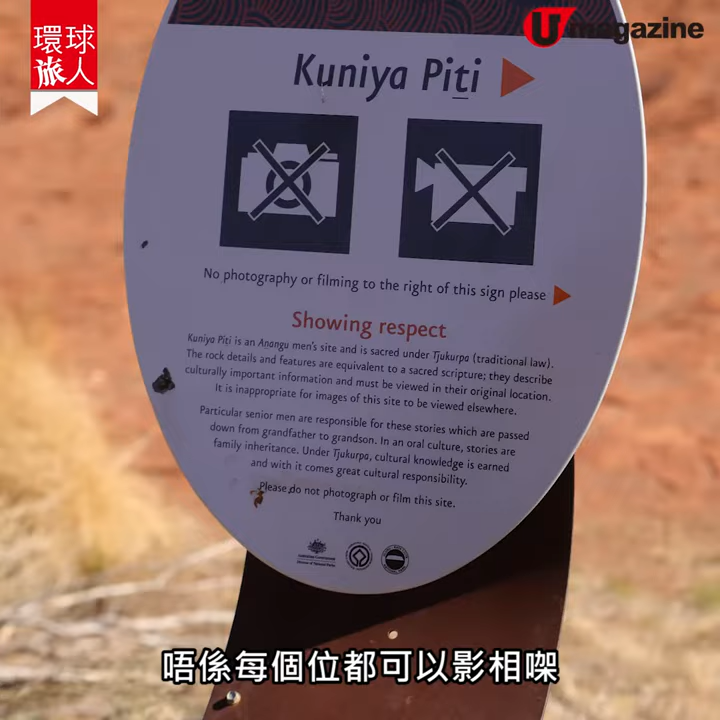 環球
旅人
U magazine
Kuniya Piṯi
No photography or filming to the right of this sign please
Showing respect
Kuniya Piṯi is an Aṉangu men's site and is sacred under Tjukurpa (traditional law).
The rock details and features are equivalent to a sacred scripture; they describe
culturally important information and must be viewed in their original location.
It is inappropriate for images of this site to be viewed elsewhere.
Particular senior men are responsible for these stories which are passed
down from grandfather to grandson. In an oral culture, stories are
family inheritance. Under Tjukurpa, cultural knowledge is earned
and with it comes great cultural responsibility.
Please do not photograph or film this site.
Thank you
唔係每個位都可以影相㗎